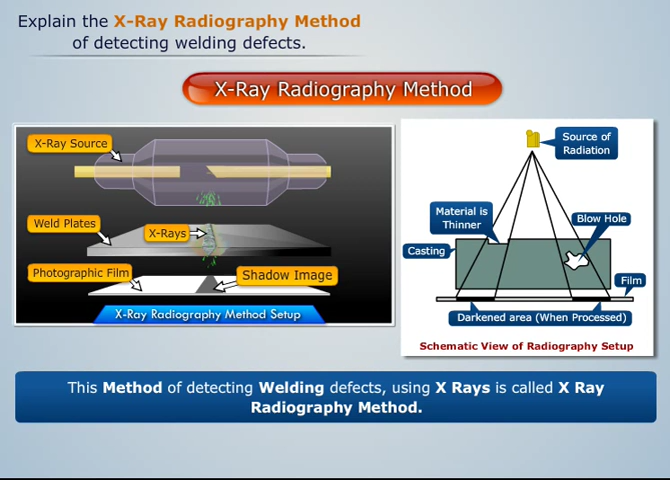 Explain the X-Ray Radiography Method
of detecting welding defects.
X-Ray Radiography Method
X-Ray Source
Weld Plates
X-Rays
Photographic Film
Shadow Image
X-Ray Radiography Method Setup
Source of
Radiation
Material is
Thinner
Blow Hole
Casting
Film
Darkened area (When Processed)
Schematic View of Radiography Setup
This Method of detecting Welding defects, using X Rays is called X Ray
Radiography Method.